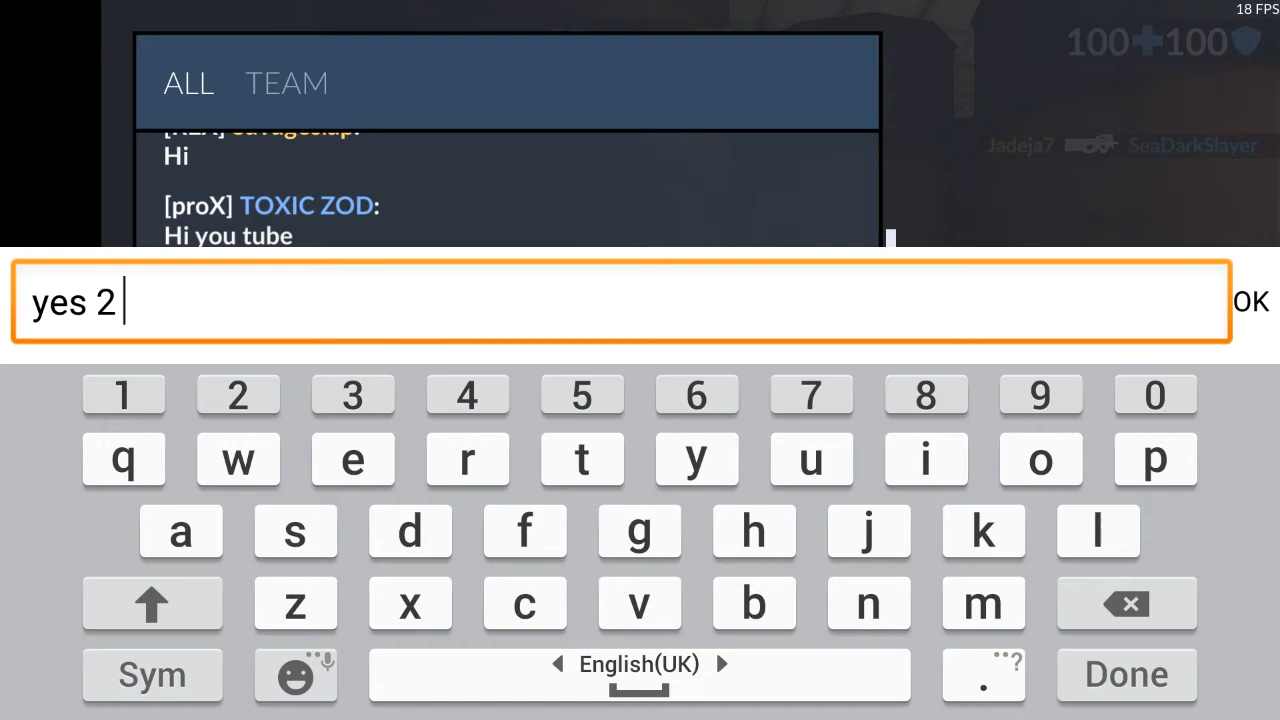 18 FPS
100 100
ALL TEAM
Hi
Jadeja7 SeaDarkSlayer
[proX] TOXIC ZOD:
Hi you tube
yes 2
OK
1 2 3 4 5 6 7 8 9 0
q w e r t y u i o p
a s d f g h j k l
z x c v b n m
Sym
English(UK)
. ?
Done